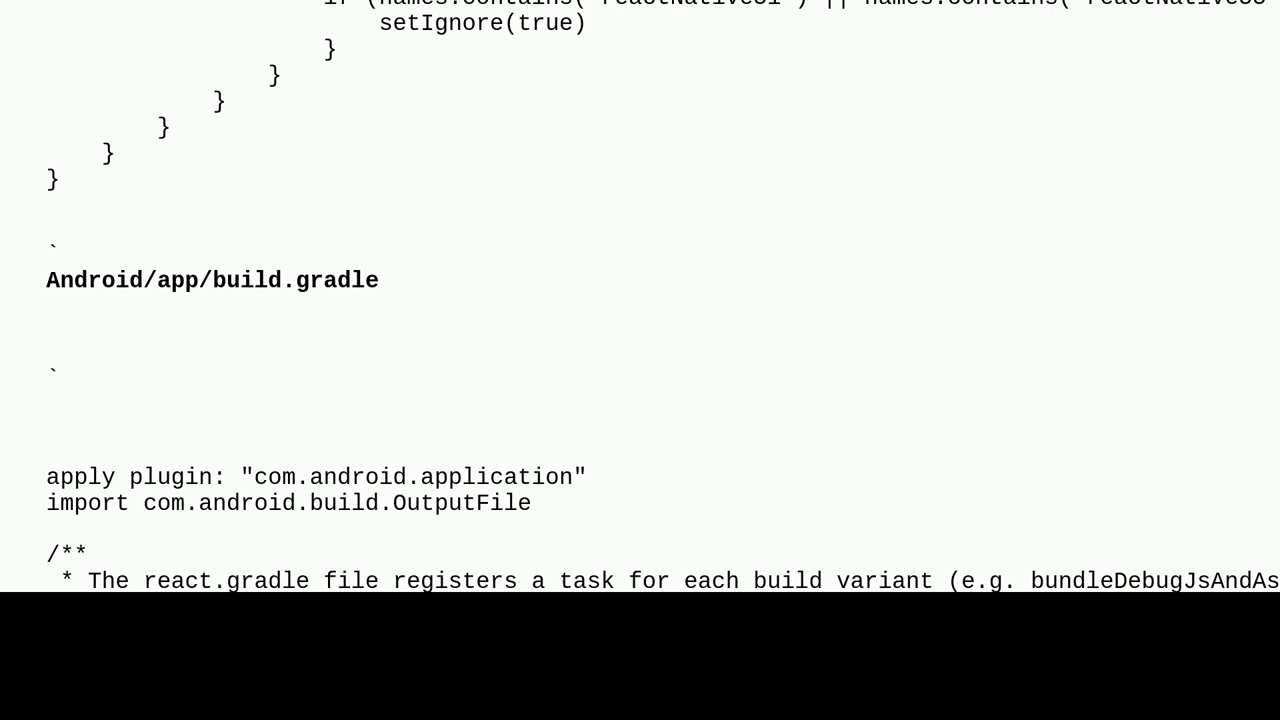 setIgnore(true)
}
}
}
}
}
}
`
Android/app/build.gradle
`
apply plugin: "com.android.application"
import com.android.build.OutputFile
/**
* The react.gradle file registers a task for each build variant (e.g. bundleDebugJsAndAs